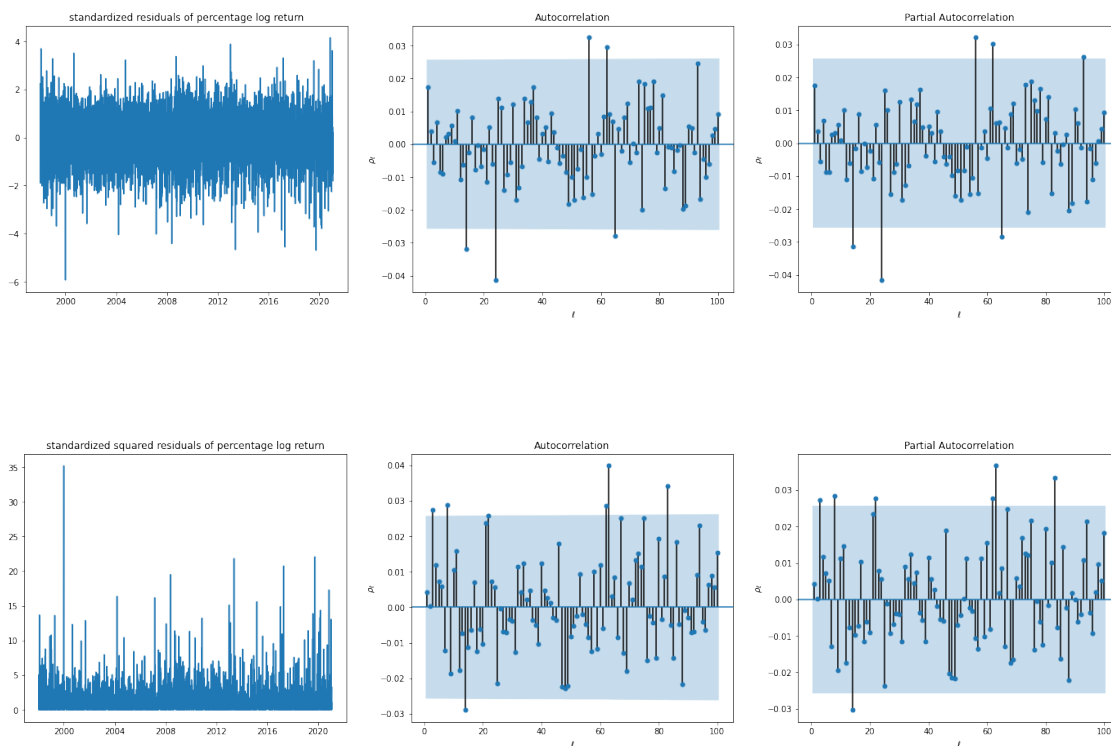 standardized residuals of percentage log return
4
2
0
−2
−4
−6
2000 2004 2008 2012 2016 2020
Autocorrelation
0.03
0.02
0.01
0.00
−0.01
−0.02
−0.03
−0.04
ρℓ
0 20 40 60 80 100
ℓ
Partial Autocorrelation
0.03
0.02
0.01
0.00
−0.01
−0.02
−0.03
−0.04
ρℓ
0 20 40 60 80 100
ℓ
standardized squared residuals of percentage log return
35
30
25
20
15
10
5
0
2000 2004 2008 2012 2016 2020
Autocorrelation
0.04
0.03
0.02
0.01
0.00
−0.01
−0.02
−0.03
ρℓ
0 20 40 60 80 100
ℓ
Partial Autocorrelation
0.03
0.02
0.01
0.00
−0.01
−0.02
−0.03
ρℓ
0 20 40 60 80 100
ℓ